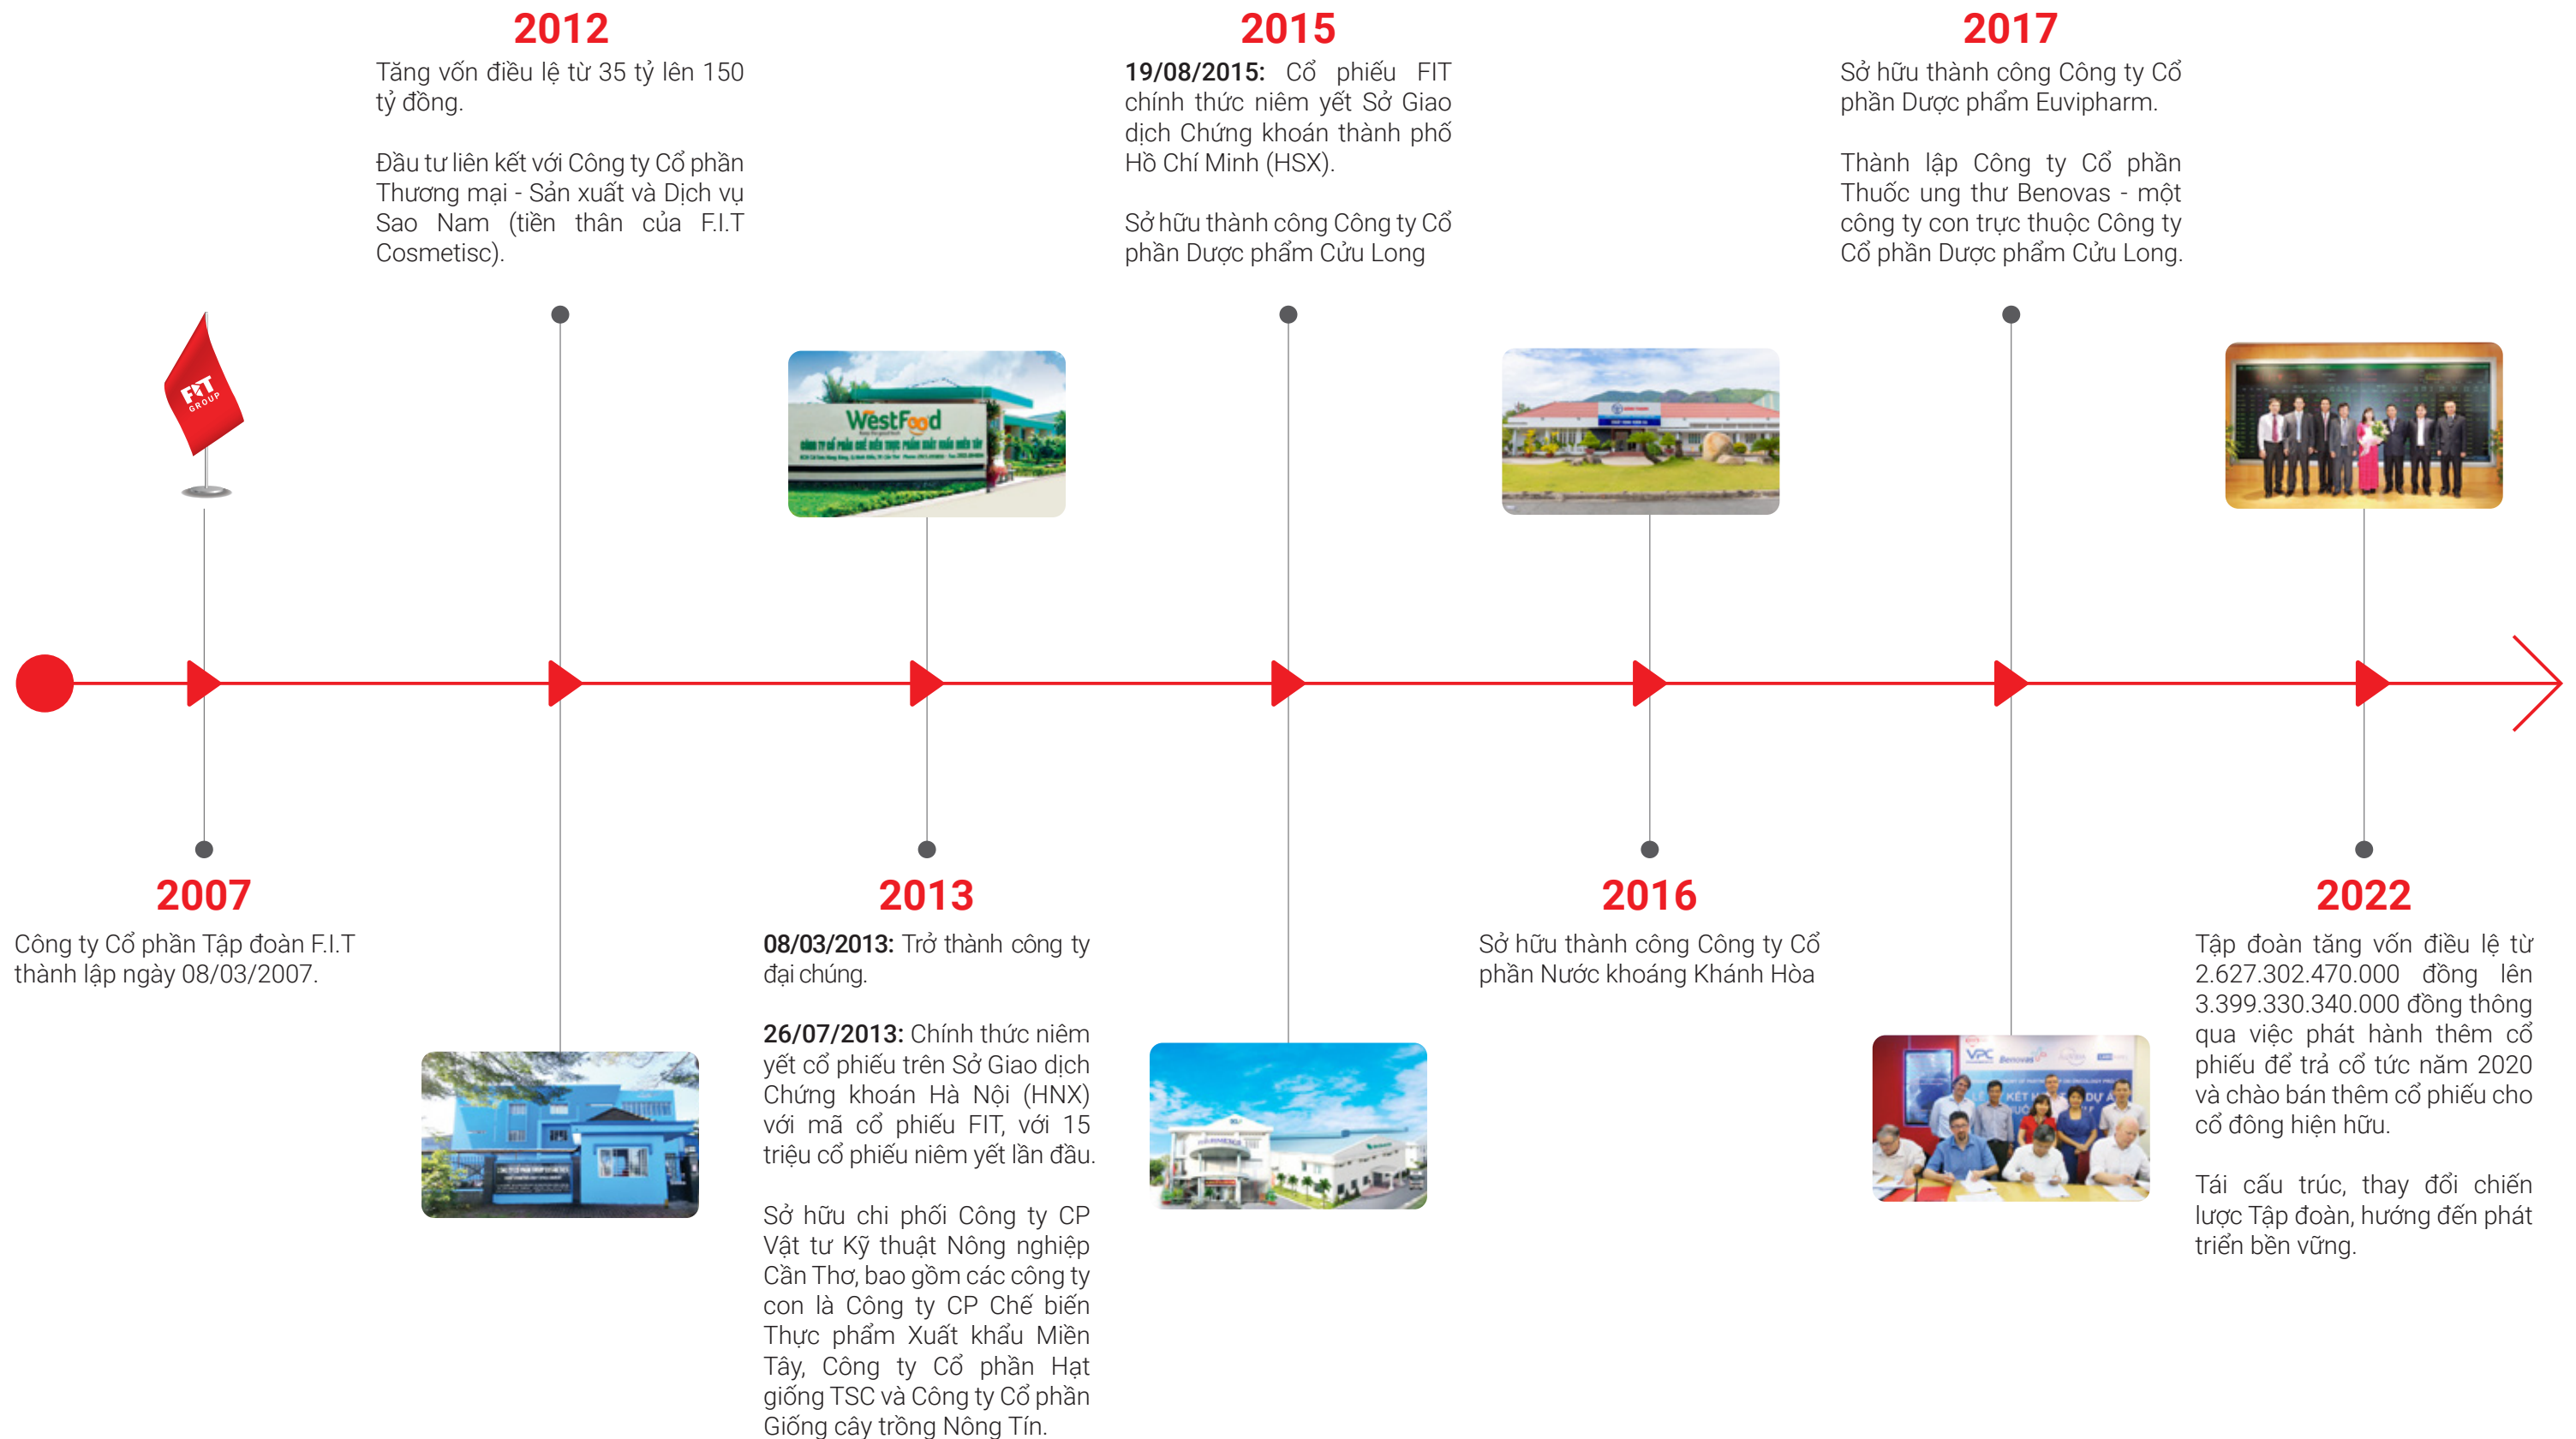 2012
Tăng vốn điều lệ từ 35 tỷ lên 150
tỷ đồng.
Đầu tư liên kết với Công ty Cổ phần
Thương mại - Sản xuất và Dịch vụ
Sao Nam (tiền thân của F.I.T
Cosmetisc).
2015
19/08/2015: Cổ phiếu FIT
chính thức niêm yết Sở Giao
dịch Chứng khoán thành phố
Hồ Chí Minh (HSX).
Sở hữu thành công Công ty Cổ
phần Dược phẩm Cửu Long
2017
Sở hữu thành công Công ty Cổ
phần Dược phẩm Euvipharm.
Thành lập Công ty Cổ phần
Thuốc ung thư Benovas - một
công ty con trực thuộc Công ty
Cổ phần Dược phẩm Cửu Long.
FIT
GROUP
WestFood
CÔNG TY CỔ PHẦN CHẾ BIẾN THỰC PHẨM XUẤT KHẨU MIỀN TÂY
2007
Công ty Cổ phần Tập đoàn F.I.T
thành lập ngày 08/03/2007.
2013
08/03/2013: Trở thành công ty
đại chúng.
26/07/2013: Chính thức niêm
yết cổ phiếu trên Sở Giao dịch
Chứng khoán Hà Nội (HNX)
với mã cổ phiếu FIT, với 15
triệu cổ phiếu niêm yết lần đầu.
Sở hữu chi phối Công ty CP
Vật tư Kỹ thuật Nông nghiệp
Cần Thơ, bao gồm các công ty
con là Công ty CP Chế biến
Thực phẩm Xuất khẩu Miền
Tây, Công ty Cổ phần Hạt
giống TSC và Công ty Cổ phần
Giống cây trồng Nông Tín.
2016
Sở hữu thành công Công ty Cổ
phần Nước khoáng Khánh Hòa
VPC
Benovas
2022
Tập đoàn tăng vốn điều lệ từ
2.627.302.470.000 đồng lên
3.399.330.340.000 đồng thông
qua việc phát hành thêm cổ
phiếu để trả cổ tức năm 2020
và chào bán thêm cổ phiếu cho
cổ đông hiện hữu.
Tái cấu trúc, thay đổi chiến
lược Tập đoàn, hướng đến phát
triển bền vững.